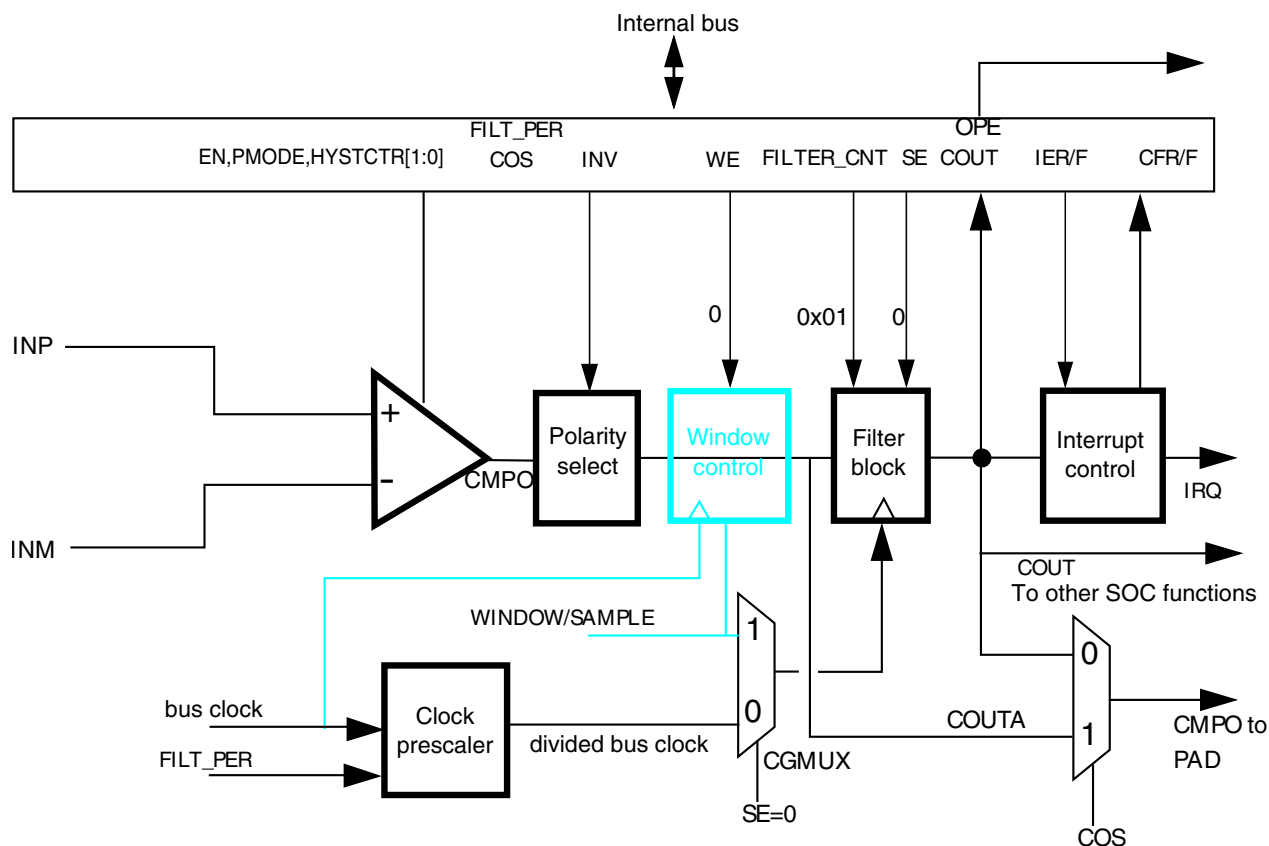 Internal bus
FILT_PER
OPE
EN,PMODE,HYSTCTR[1:0]
COS
INV
WE
FILTER_CNT
SE
COUT
IER/F
CFR/F
0
0x01
0
INP
+
-
INM
CMPO
Polarity
select
Window
control
Filter
block
Interrupt
control
IRQ
COUT
To other SOC functions
WINDOW/SAMPLE
1
0
0
1
bus clock
FILT_PER
Clock
prescaler
divided bus clock
CGMUX
SE=0
COUTA
CMPO to
PAD
COS